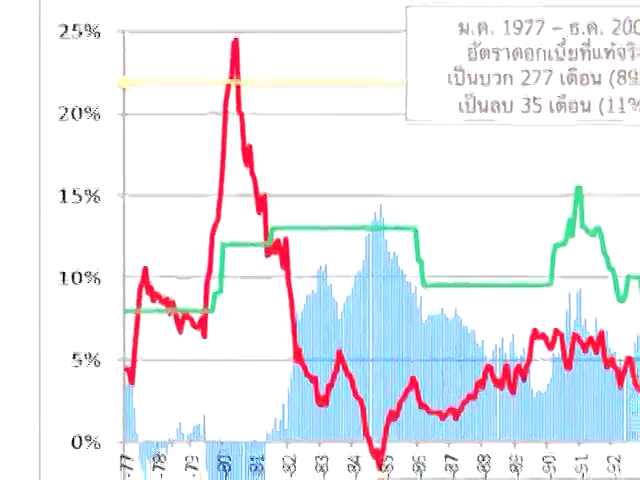 ม.ค. 1977 – ธ.ค. 200
อัตราดอกเบี้ยที่แท้จริ
เป็นบวก 277 เดือน (89
เป็นลบ 35 เดือน (11%
25%
20%
15%
10%
5%
0%
-77 -78 -79 -80 -81 -82 -83 -84 -85 -86 -87 -88 -89 -90 -91 -92